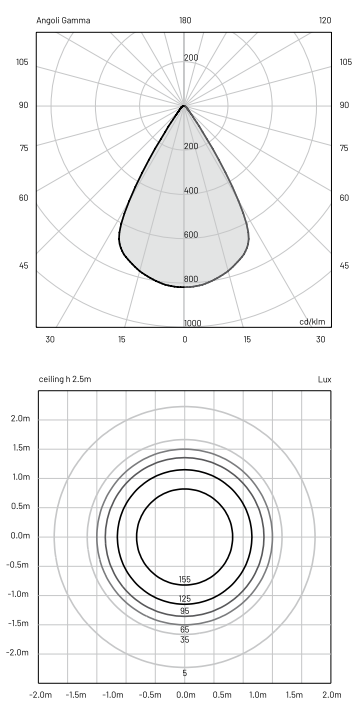 Angoli Gamma 180 120
200
105 105
90 90
200
75 75
400
60 60
600
45 45
800
1000 cd/klm
30 15 0 15 30
ceiling h 2.5m Lux
2.0m
1.5m
1.0m
0.5m
0.0m
-0.5m
155
-1.0m
125
95
-1.5m
65
35
-2.0m
5
-2.0m -1.5m -1.0m -0.5m 0.0m 0.5m 1.0m 1.5m 2.0m